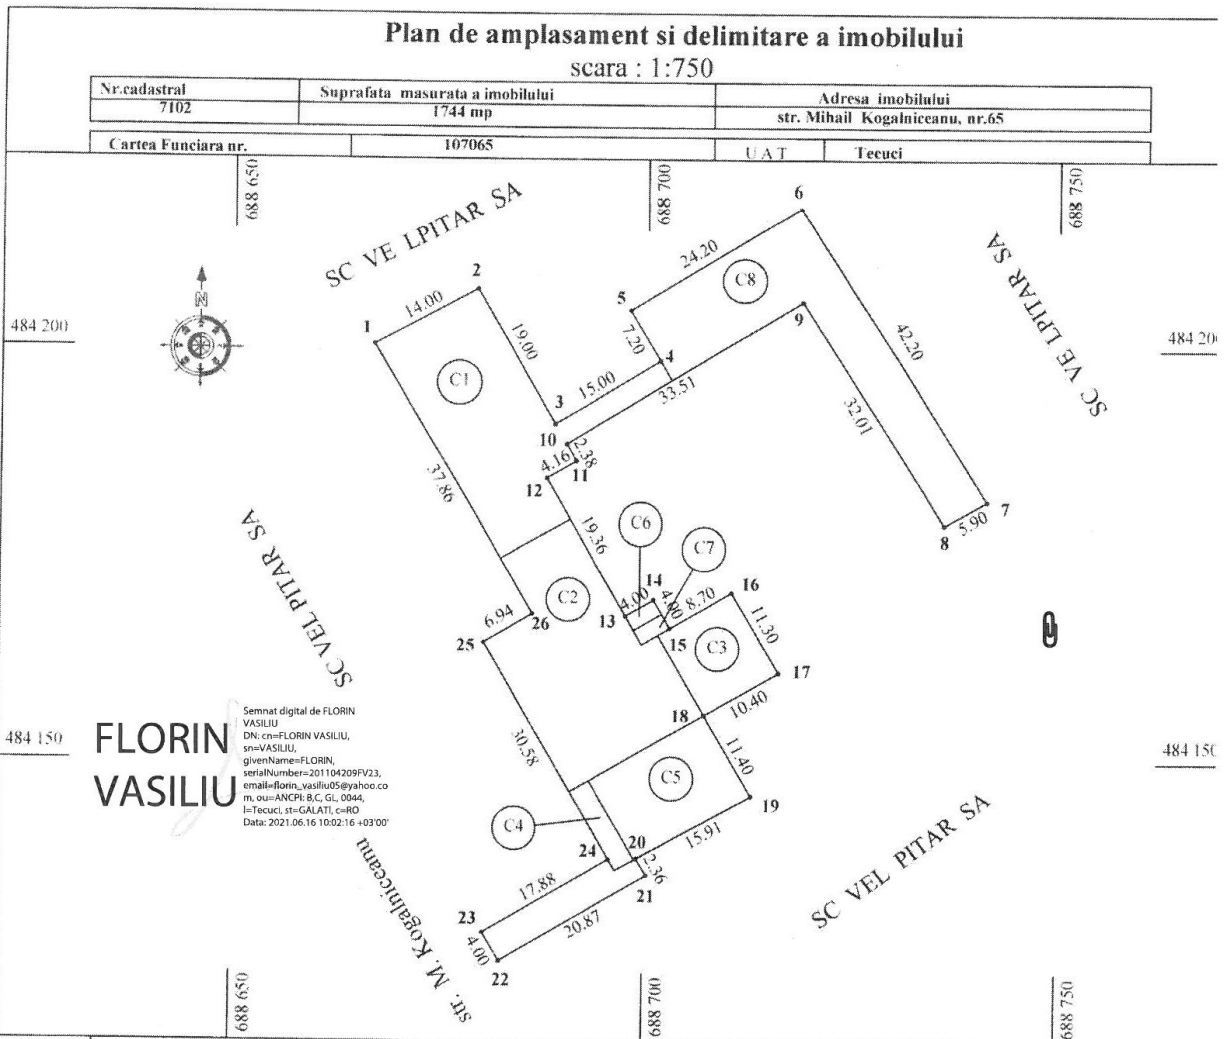 Plan de amplasament si delimitare a imobilului
scara : 1:750
Nr.cadastral Suprafata masurata a imobilului Adresa imobilului
7102 1744 mp str. Mihail Kogalniceanu, nr.65
Cartea Funciara nr. 107065 U A T Tecuci
688 650
688 700
688 750
SC VE LPITAR SA
6
24.20
C8
SC VE LPITAR SA
2
5
N
14.00
9
484 200
1
19.00
7.20
4
42.20
484 20
C1
15.00
33.51
3
10
2.38
32.01
4.16
11
12
37.86
7
5.90
8
SC VEL PITAR SA
19.36
C6
C7
14
16
4.00
4.00
8.70
C2
13
11.30
6.94
26
25
15
C3
17
10.40
18
FLORIN
VASILIU
Semnat digital de FLORIN
VASILIU
DN: cn=FLORIN VASILIU,
sn=VASILIU,
givenName=FLORIN,
serialNumber=201104209FV23,
email=florin_vasiliu05@yahoo.co
m, ou=ANCPI: B,C, GL, 0044,
l=Tecuci, st=GALATI, c=RO
Data: 2021.06.16 10:02:16 +03'00'
484 150
30.58
11.40
484 150
C5
19
C4
15.91
SC VEL PITAR SA
24
20
2.36
21
17.88
23
20.87
4.00
22
str. M. Kogalniceanu
688 650
688 700
688 750